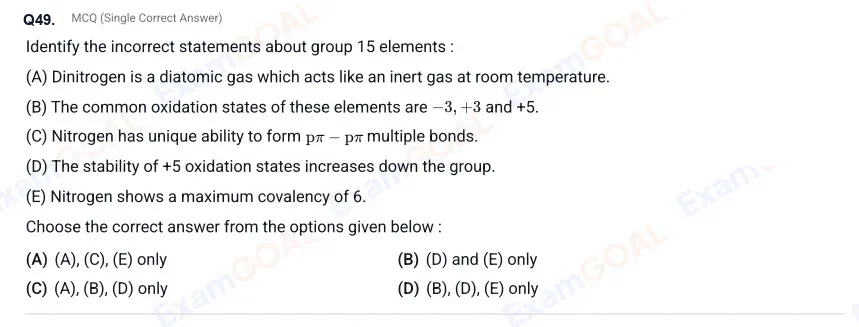 Q49. MCQ (Single Correct Answer)
Identify the incorrect statements about group 15 elements :
(A) Dinitrogen is a diatomic gas which acts like an inert gas at room temperature.
(B) The common oxidation states of these elements are −3, +3 and +5.
(C) Nitrogen has unique ability to form pπ − pπ multiple bonds.
(D) The stability of +5 oxidation states increases down the group.
(E) Nitrogen shows a maximum covalency of 6.
Choose the correct answer from the options given below :
(A) (A), (C), (E) only (B) (D) and (E) only
(C) (A), (B), (D) only (D) (B), (D), (E) only
ExamGOAL